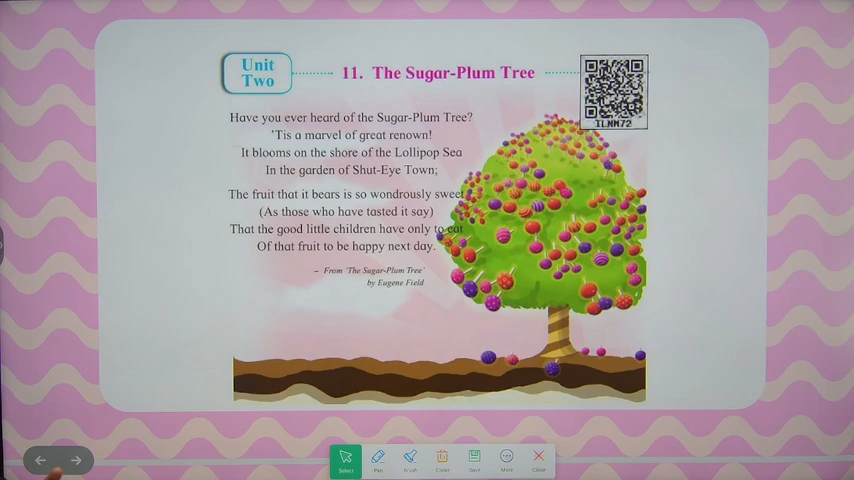 Unit
Two
11. The Sugar-Plum Tree
ILNM72
Have you ever heard of the Sugar-Plum Tree?
'Tis a marvel of great renown!
It blooms on the shore of the Lollipop Sea
In the garden of Shut-Eye Town;
The fruit that it bears is so wondrously sweet
(As those who have tasted it say)
That the good little children have only to eat
Of that fruit to be happy next day.
– From 'The Sugar-Plum Tree'
by Eugene Field
Select
Pen
Brush
Clear
Save
More
Close